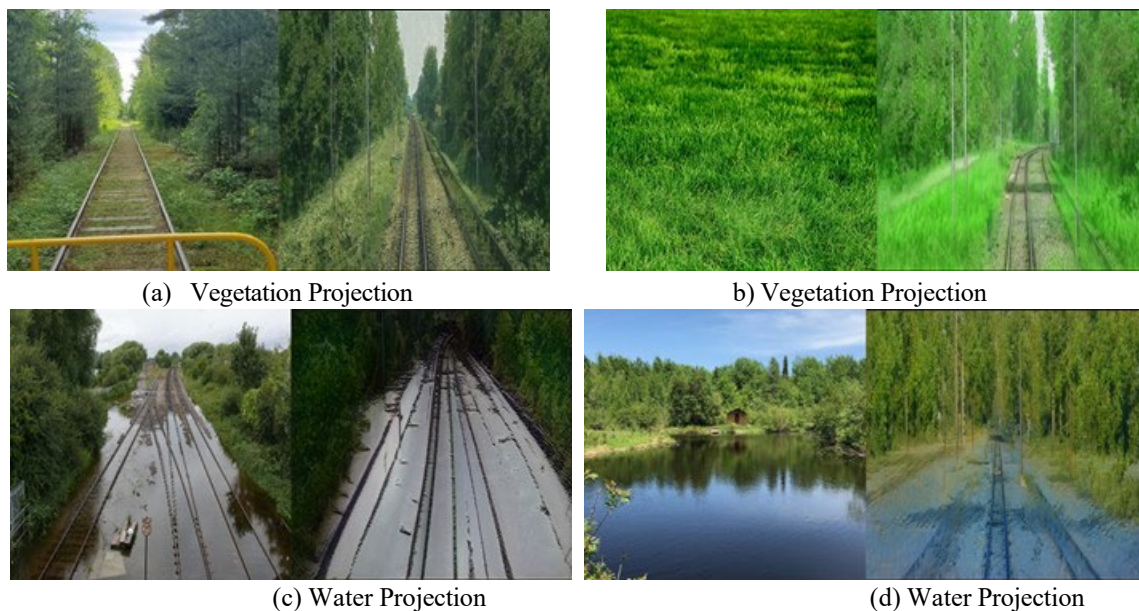 (a) Vegetation Projection
b) Vegetation Projection
(c) Water Projection
(d) Water Projection